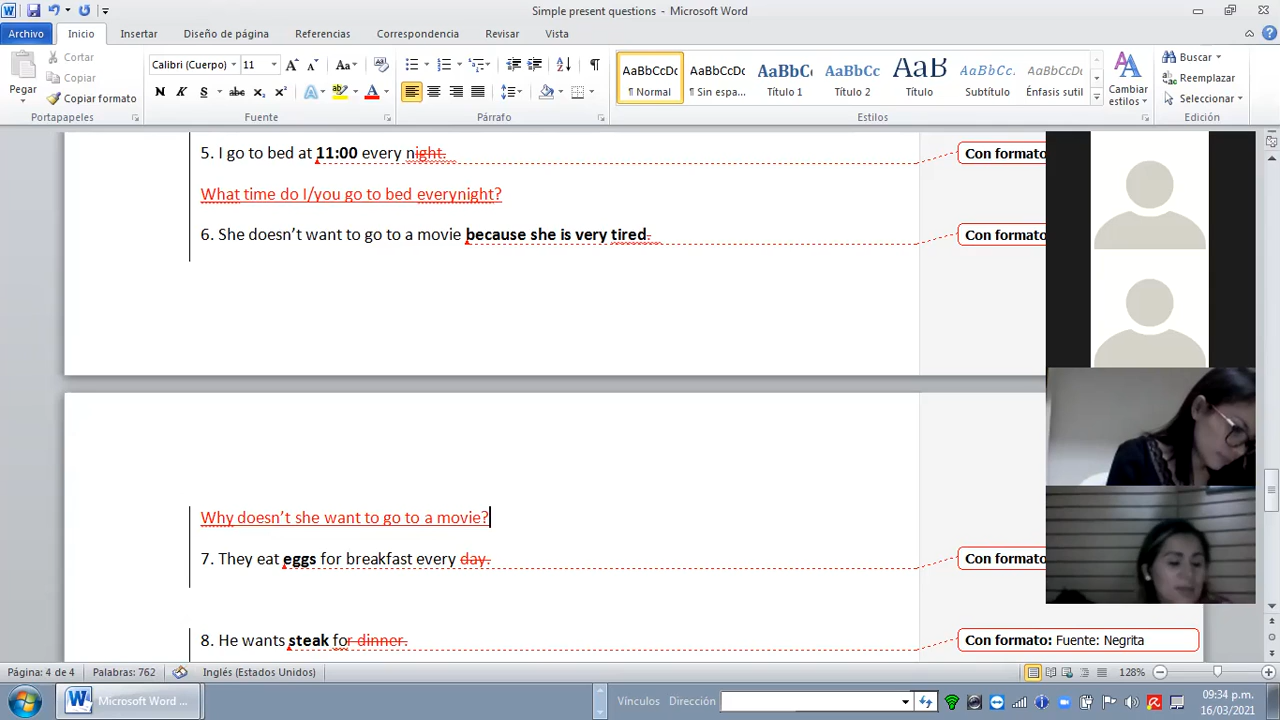 Simple present questions - Microsoft Word
Archivo Inicio Insertar Diseño de página Referencias Correspondencia Revisar Vista
Pegar Cortar
Copiar
Copiar formato
Portapapeles
Calibri (Cuerpo) 11 Aa
N K S abc x₂ x² A A
Fuente
Párrafo
AaBbCcDc AaBbCcDc AaBbC AaBbCc AaB AaBbCc. AaBbCcDc
¶ Normal ¶ Sin espa... Título 1 Título 2 Título Subtítulo Énfasis sutil
Cambiar estilos
Estilos
Buscar
Reemplazar
Seleccionar
Edición
5. I go to bed at 11:00 every night.
Con formato
What time do I/you go to bed everynight?
6. She doesn’t want to go to a movie because she is very tired.
Con formato
Why doesn’t she want to go to a movie?
7. They eat eggs for breakfast every day.
Con formato
8. He wants steak for dinner.
Con formato: Fuente: Negrita
Página: 4 de 4 Palabras: 762 Inglés (Estados Unidos) 128%
Microsoft Word ... Vínculos Dirección 09:34 p.m.
16/03/2021